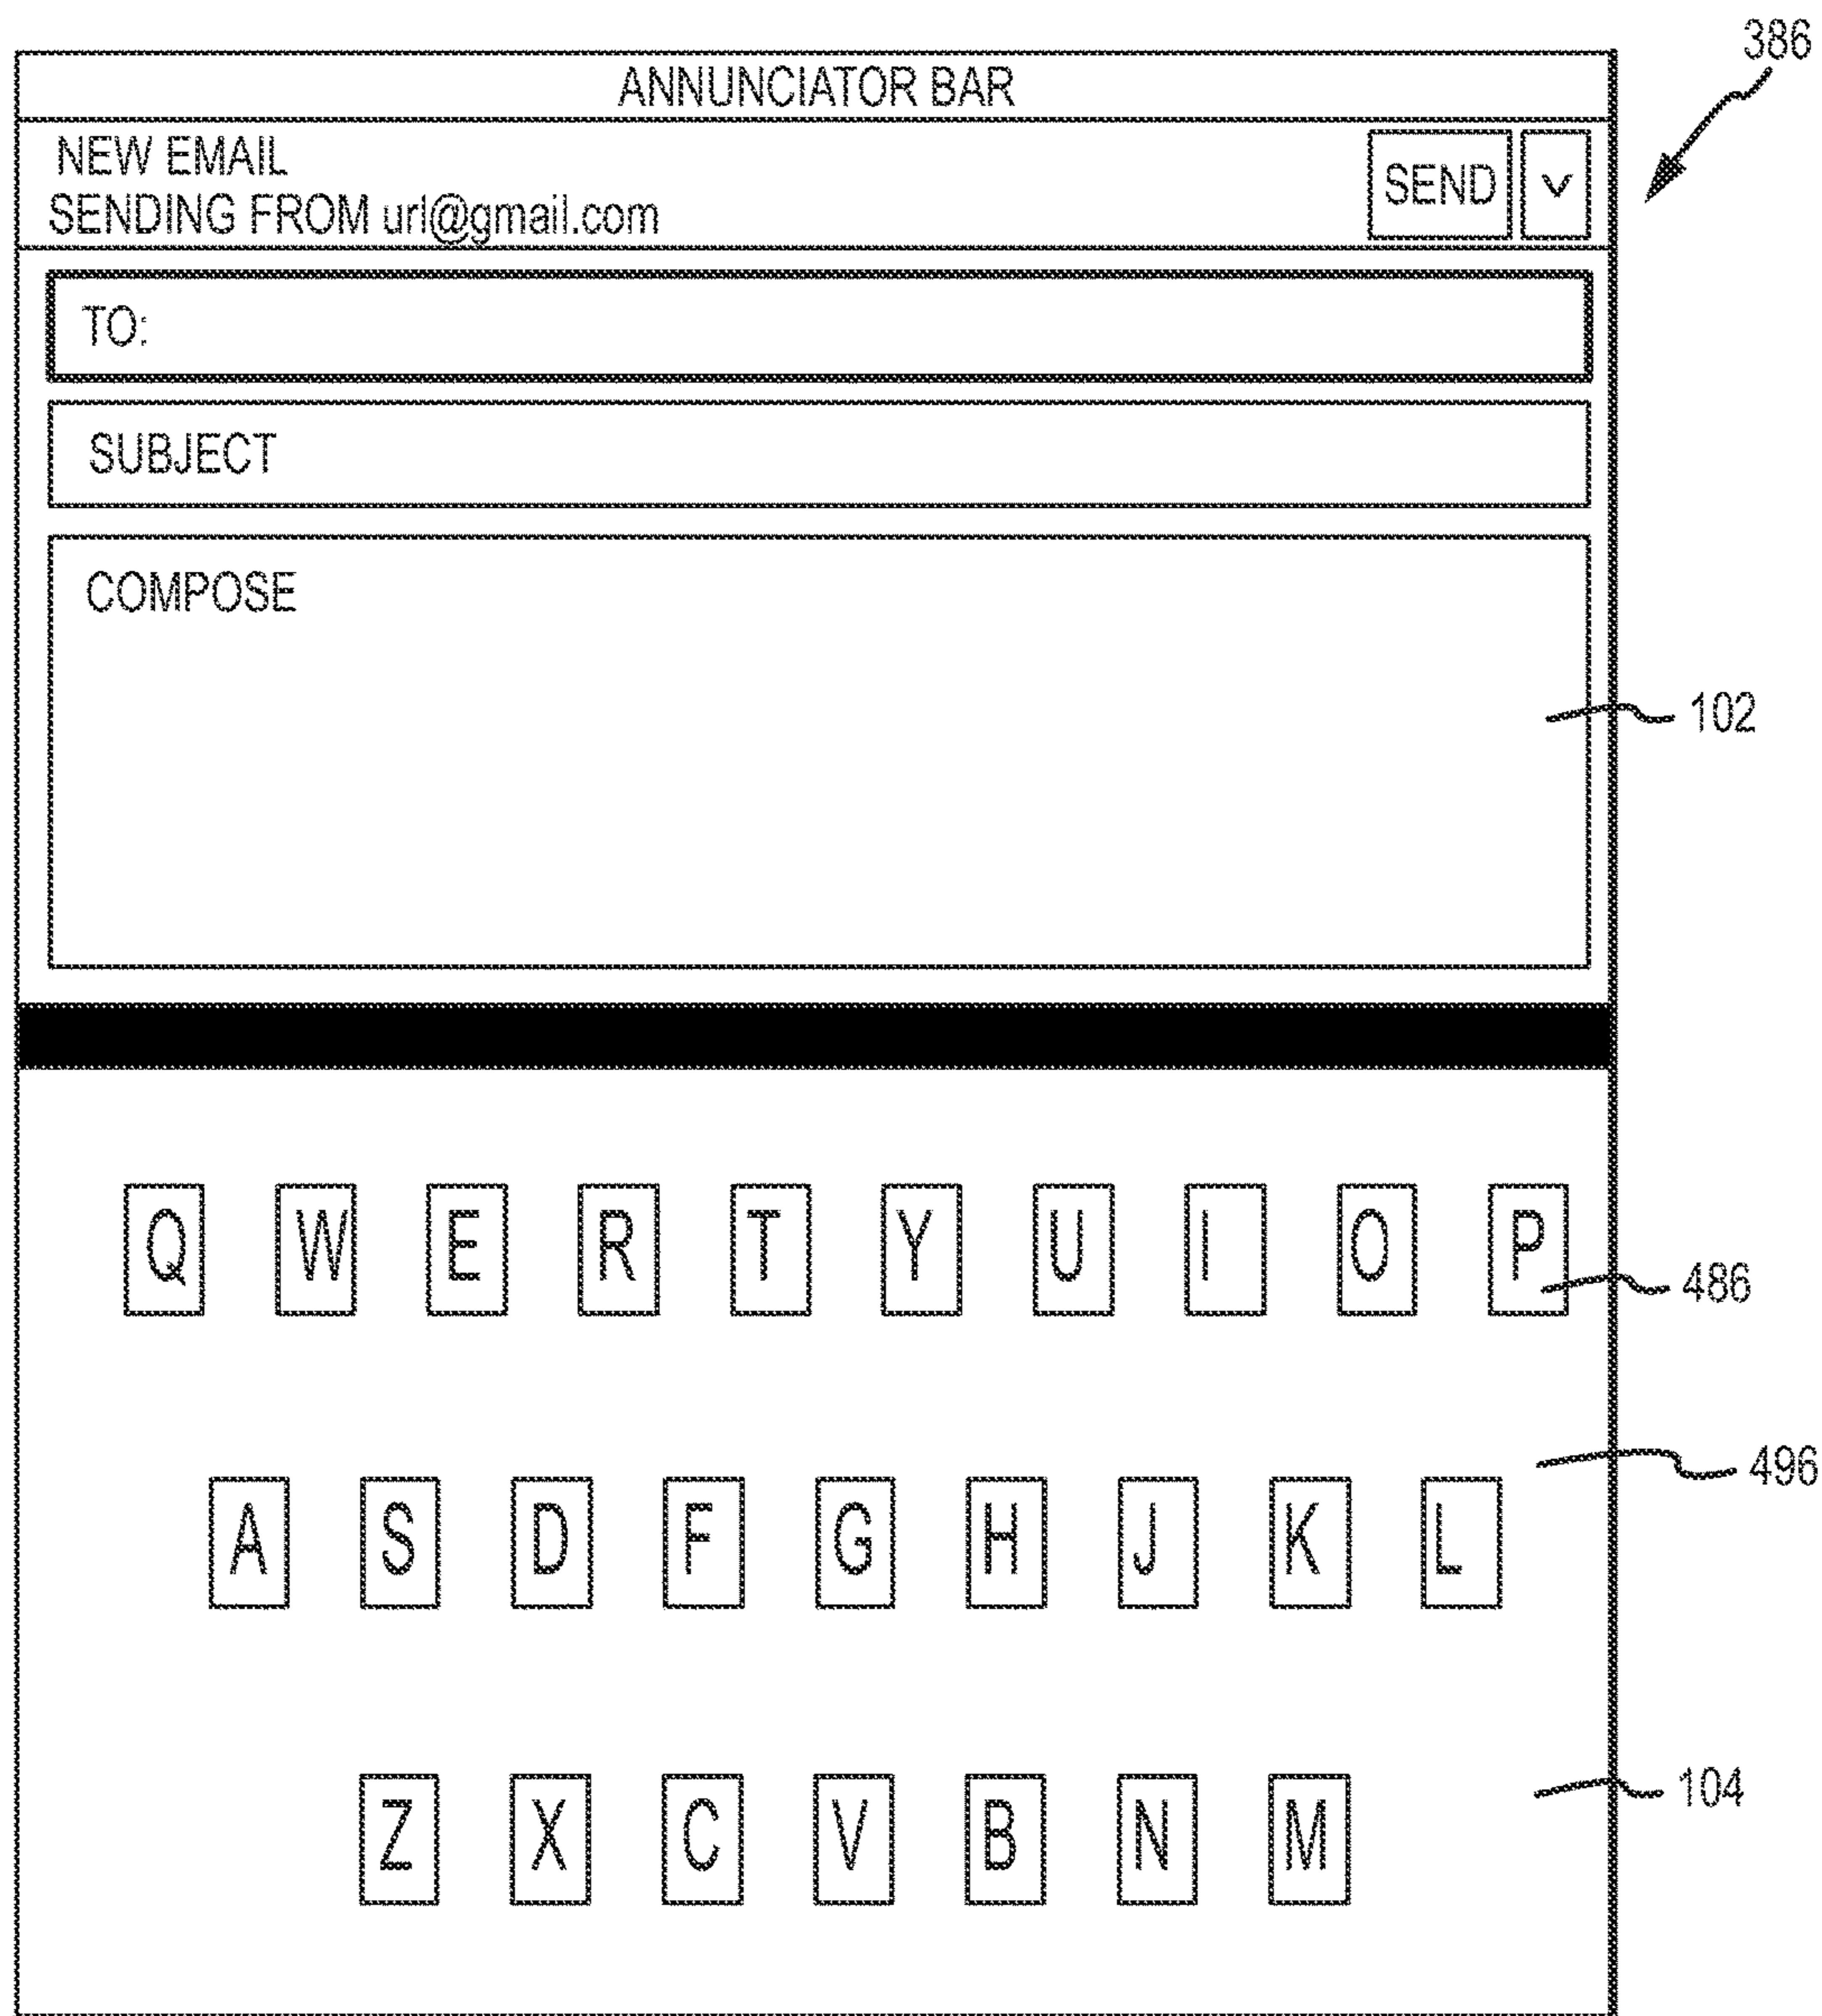 386
ANNUNCIATOR BAR
NEW EMAIL
SENDING FROM url@gmail.com
SEND v
TO:
SUBJECT
COMPOSE
102
Q W E R T Y U I O P
486
496
A S D F G H J K L
104
Z X C V B N M